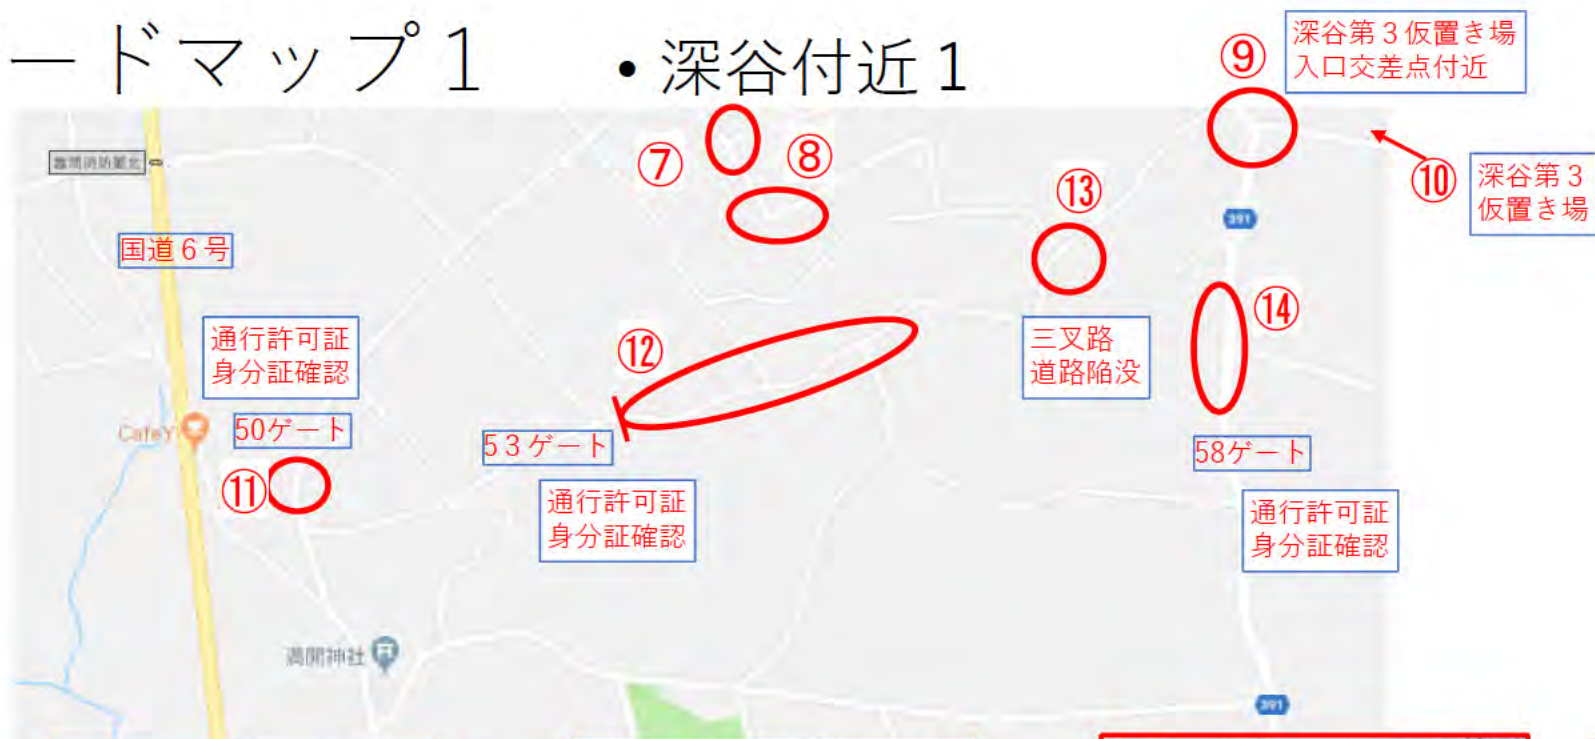 ードマップ１
• 深谷付近１
⑨
深谷第３仮置き場
入口交差点付近
⑦
⑧
⑩
深谷第３
仮置き場
⑬
391
国道６号
通行許可証
身分証確認
⑫
三叉路
道路陥没
⑭
CafeY
50ゲート
５３ゲート
58ゲート
⑪
通行許可証
身分証確認
通行許可証
身分証確認
満開神社
391